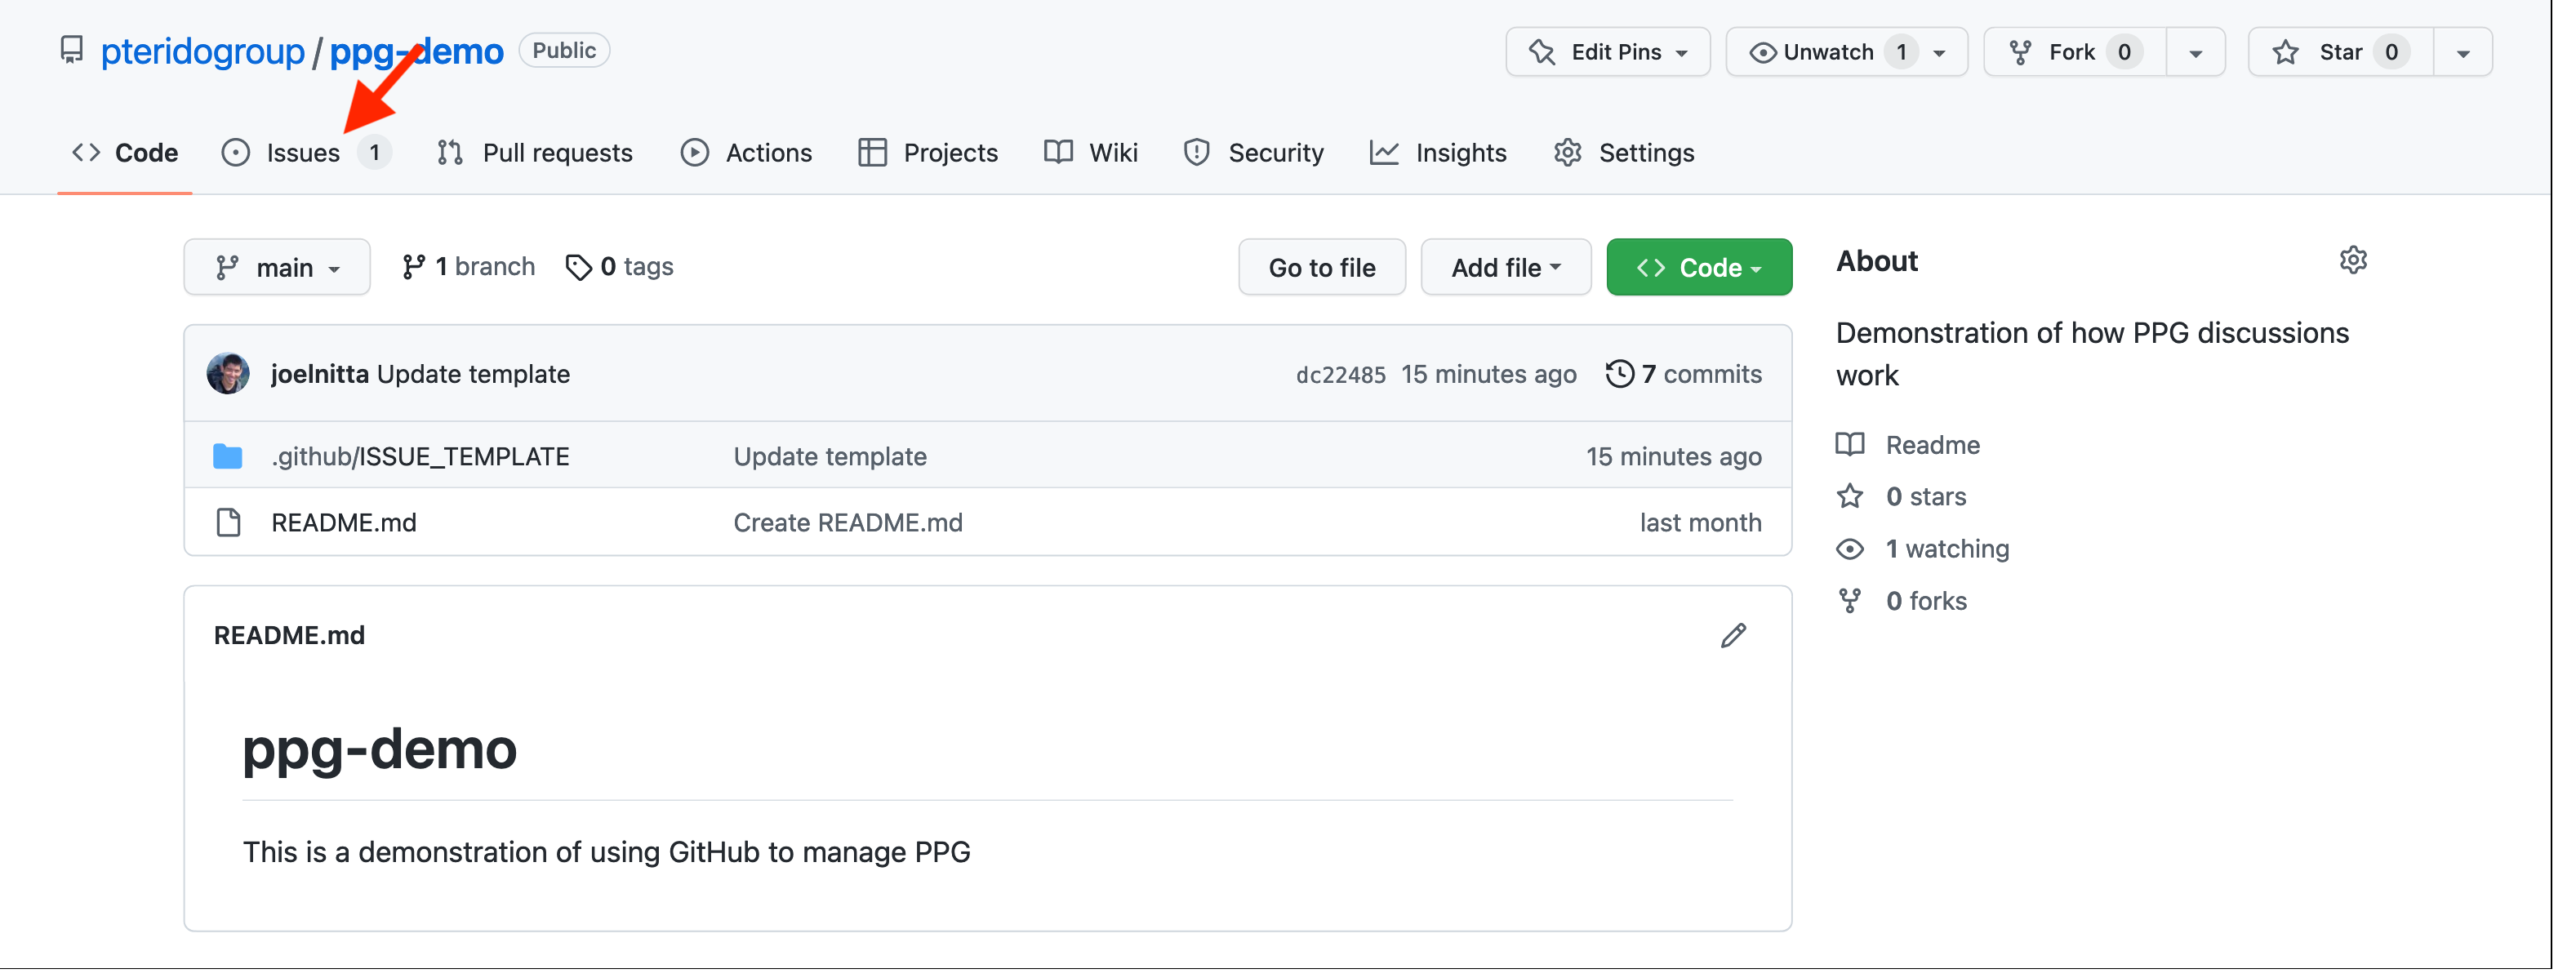 pteridogroup / ppg-demo Public
Edit Pins Unwatch 1 Fork 0 Star 0
Code Issues 1 Pull requests Actions Projects Wiki Security Insights Settings
main 1 branch 0 tags Go to file Add file Code
joelnitta Update template dc22485 15 minutes ago 7 commits
.github/ISSUE_TEMPLATE Update template 15 minutes ago
README.md Create README.md last month
README.md
ppg-demo
This is a demonstration of using GitHub to manage PPG
About
Demonstration of how PPG discussions
work
Readme
0 stars
1 watching
0 forks